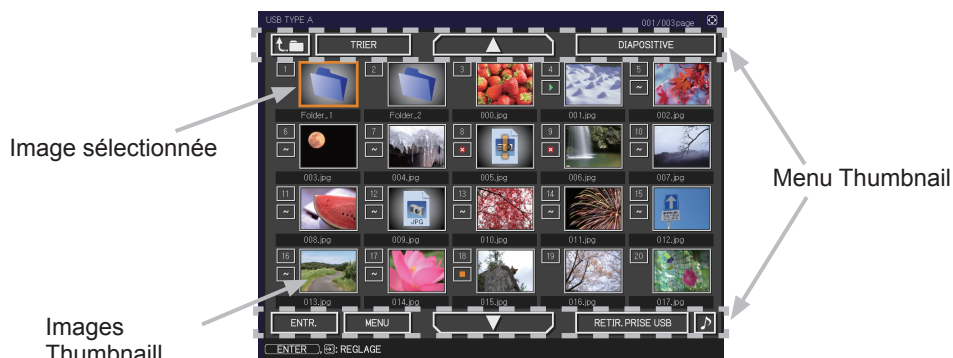 USB TYPE A 001/003page
TRIER DIAPOSITIVE
1 2 3 4 5
Folder_1 Folder_2 000.jpg 001.jpg 002.jpg
Image sélectionnée
6 7 8 9 10
003.jpg 004.jpg 005.jpg 006.jpg 007.jpg
Menu Thumbnail
11 12 13 14 15
JPG
008.jpg 009.jpg 010.jpg 011.jpg 012.jpg
16 17 18 19 20
013.jpg 014.jpg 015.jpg 016.jpg 017.jpg
Images
Thumbnaill
ENTR. MENU RETIR.PRISE USB
ENTER , : REGLAGE